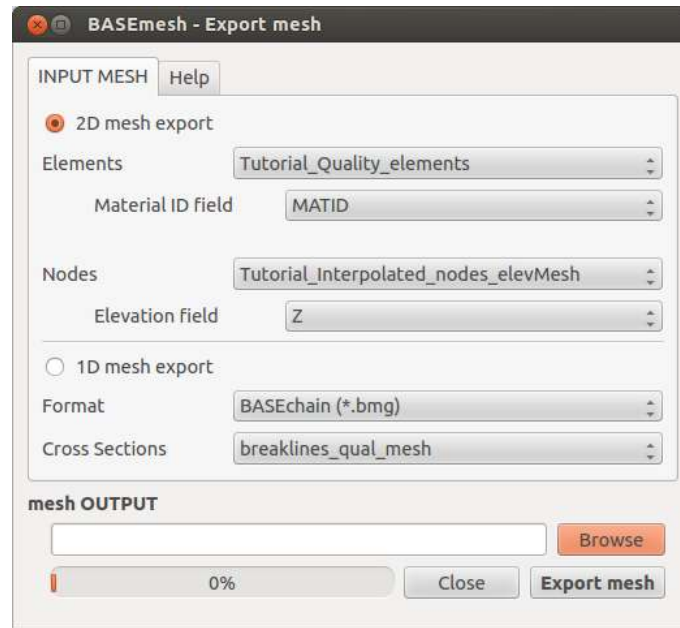 BASEmesh - Export mesh
INPUT MESH Help
2D mesh export
Elements Tutorial_Quality_elements
Material ID field MATID
Nodes Tutorial_Interpolated_nodes_elevMesh
Elevation field Z
1D mesh export
Format BASEchain (*.bmg)
Cross Sections breaklines_qual_mesh
mesh OUTPUT
Browse
0% Close Export mesh